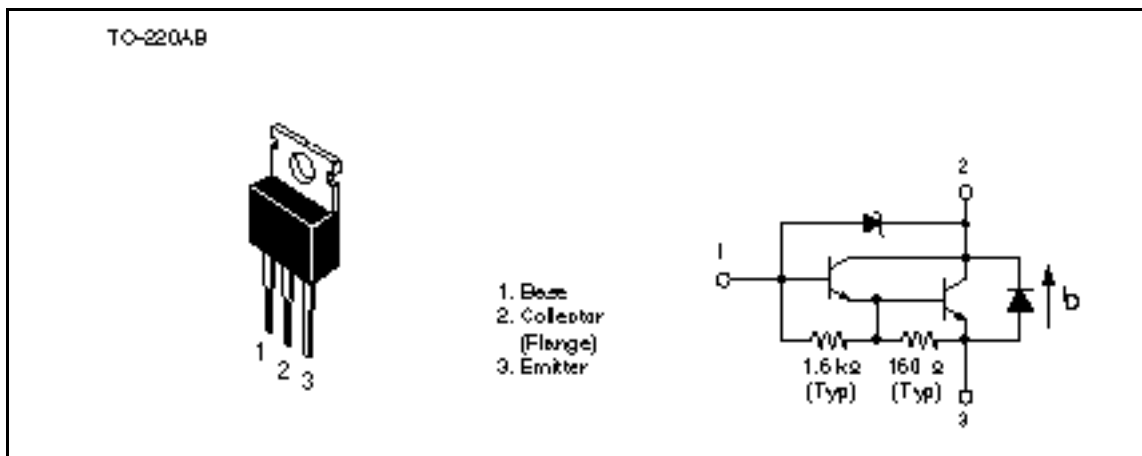 TO-220AB
1. Base
2. Collector
(Flange)
3. Emitter
1
2
3
2
1
I_D
1.6 kΩ
(Typ)
160 Ω
(Typ)
3